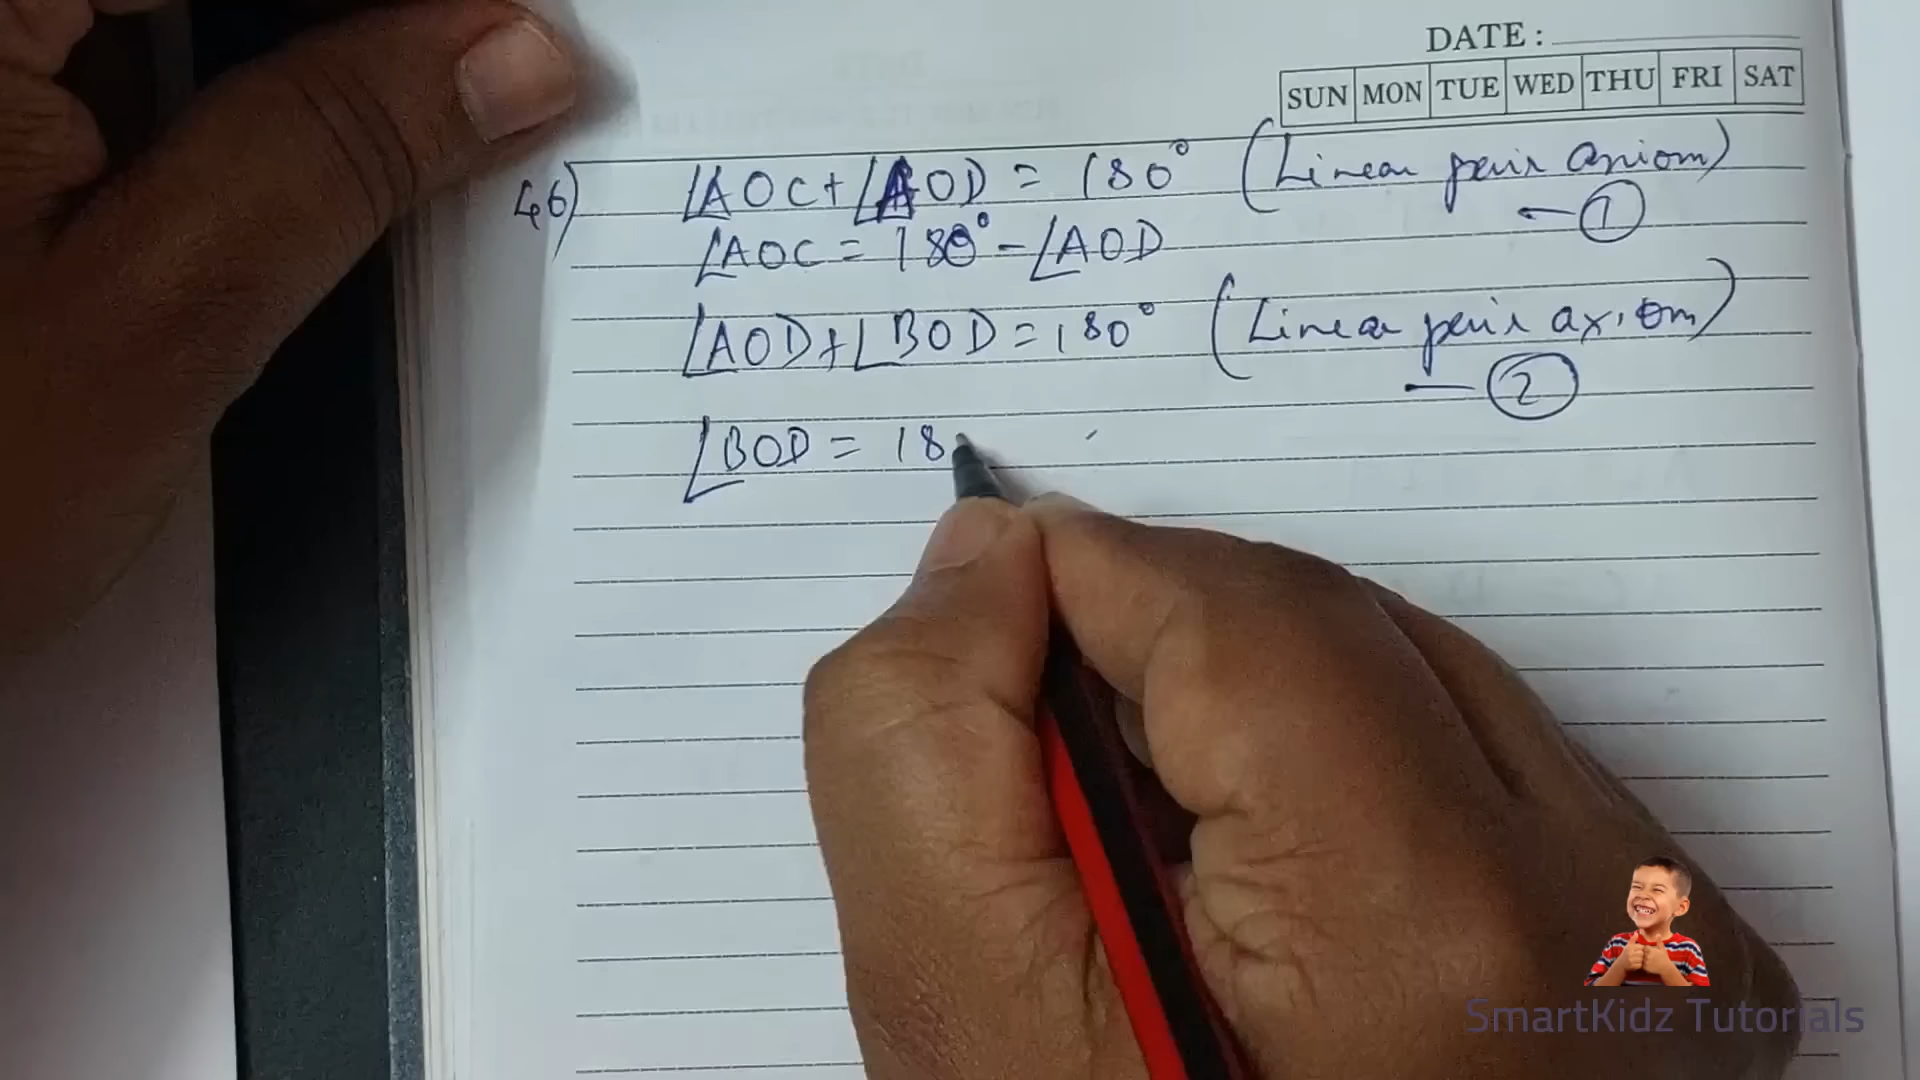 DATE :
SUN MON TUE WED THU FRI SAT
46) ∠AOC + ∠AOD = 180° (Linear pair axiom)
— ①
∠AOC = 180° - ∠AOD
∠AOD + ∠BOD = 180° (Linear pair axiom)
— ②
∠BOD = 18
SmartKidz Tutorials